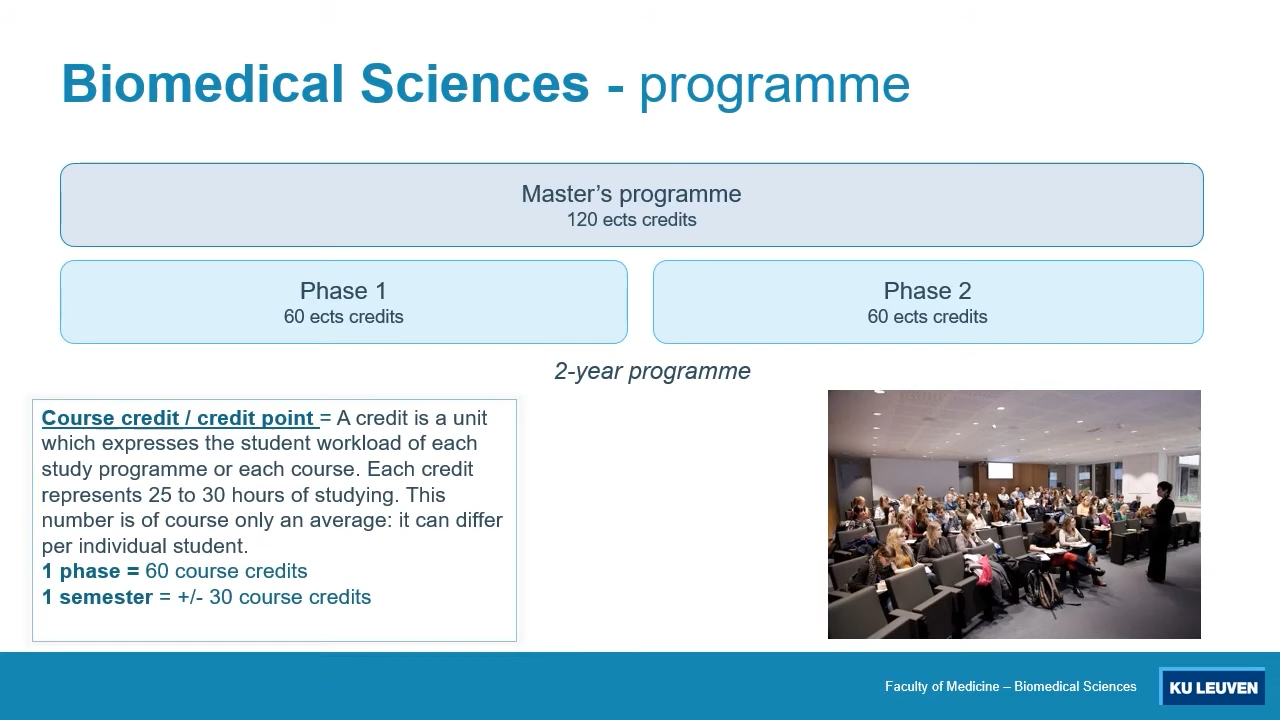 Biomedical Sciences - programme
Master's programme
120 ects credits
Phase 1
60 ects credits
Phase 2
60 ects credits
2-year programme
Course credit / credit point = A credit is a unit
which expresses the student workload of each
study programme or each course. Each credit
represents 25 to 30 hours of studying. This
number is of course only an average: it can differ
per individual student.
1 phase = 60 course credits
1 semester = +/- 30 course credits
Faculty of Medicine – Biomedical Sciences
KU LEUVEN